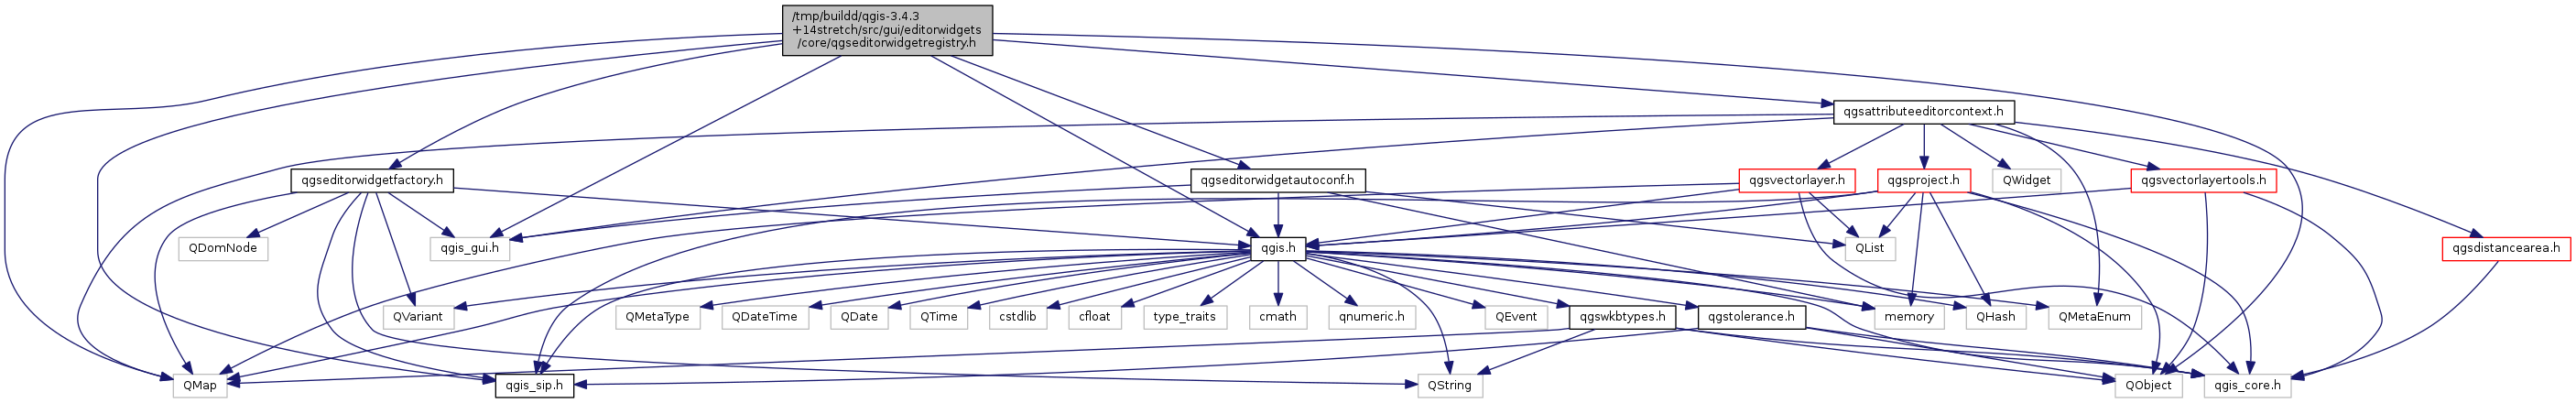 /tmp/buildd/qgis-3.4.3
+14stretch/src/gui/editorwidgets
/core/qgseditorwidgetregistry.h
qgsattributeeditorcontext.h
qgseditorwidgetfactory.h
qgseditorwidgetautoconf.h
qgsvectorlayer.h
qgsproject.h
QWidget
qgsvectorlayertools.h
QDomNode
qgis_gui.h
qgis.h
QList
qgsdistancearea.h
QVariant
QMetaType
QDateTime
QDate
QTime
cstdlib
cfloat
type_traits
cmath
qnumeric.h
QEvent
qgswkbtypes.h
qgstolerance.h
memory
QHash
QMetaEnum
QMap
qgis_sip.h
QString
QObject
qgis_core.h